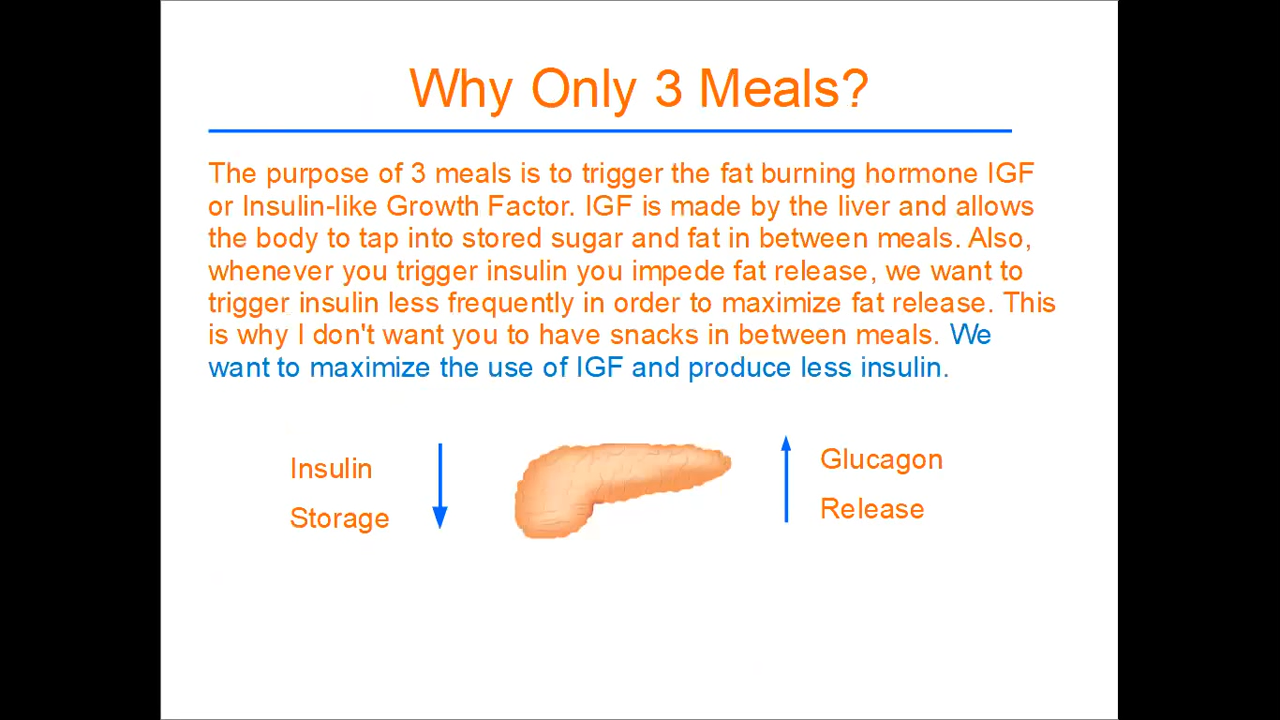 Why Only 3 Meals?
The purpose of 3 meals is to trigger the fat burning hormone IGF
or Insulin-like Growth Factor. IGF is made by the liver and allows
the body to tap into stored sugar and fat in between meals. Also,
whenever you trigger insulin you impede fat release, we want to
trigger insulin less frequently in order to maximize fat release. This
is why I don't want you to have snacks in between meals. We
want to maximize the use of IGF and produce less insulin.
Insulin
Storage
Glucagon
Release